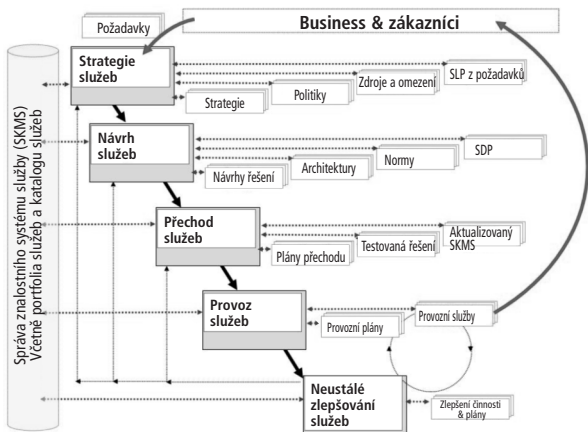 Požadavky
Business & zákazníci
Strategie
služeb
Strategie
Politiky
Zdroje a omezení
SLP z požadavků
Návrh
služeb
Návrhy řešení
Architektury
Normy
SDP
Přechod
služeb
Plány přechodu
Testovaná řešení
Aktualizovaný
SKMS
Provoz
služeb
Provozní plány
Provozní služby
Neustálé
zlepšování
služeb
Zlepšení činnosti
& plány
Správa znalostního systému služby (SKMS)
Včetně portfolia služeb a katalogu služeb